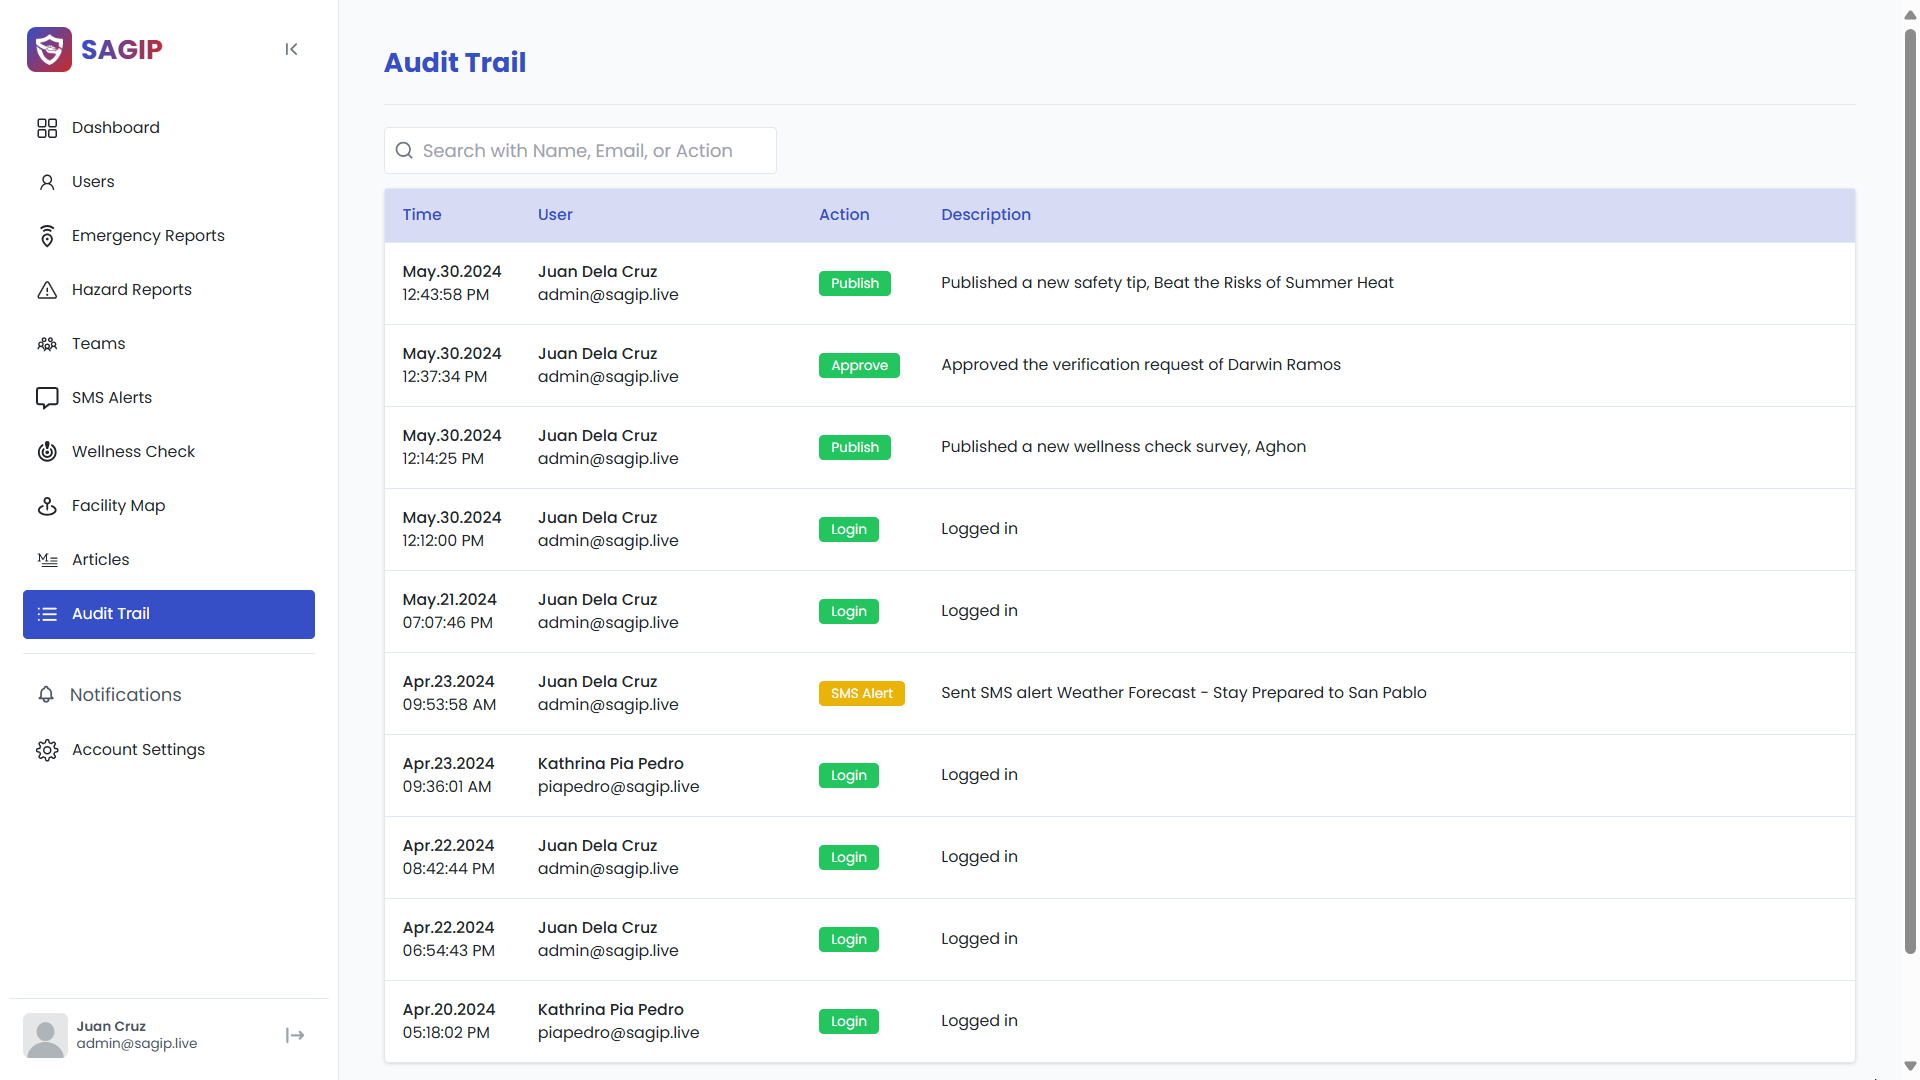 SAGIP
Dashboard
Users
Emergency Reports
Hazard Reports
Teams
SMS Alerts
Wellness Check
Facility Map
Articles
Audit Trail
Notifications
Account Settings
Juan Cruz
admin@sagip.live
Audit Trail
Search with Name, Email, or Action
Time User Action Description
May.30.2024 Juan Dela Cruz
12:43:58 PM admin@sagip.live Publish Published a new safety tip, Beat the Risks of Summer Heat
May.30.2024 Juan Dela Cruz
12:37:34 PM admin@sagip.live Approve Approved the verification request of Darwin Ramos
May.30.2024 Juan Dela Cruz
12:14:25 PM admin@sagip.live Publish Published a new wellness check survey, Aghon
May.30.2024 Juan Dela Cruz
12:12:00 PM admin@sagip.live Login Logged in
May.21.2024 Juan Dela Cruz
07:07:46 PM admin@sagip.live Login Logged in
Apr.23.2024 Juan Dela Cruz
09:53:58 AM admin@sagip.live SMS Alert Sent SMS alert Weather Forecast - Stay Prepared to San Pablo
Apr.23.2024 Kathrina Pia Pedro
09:36:01 AM piapedro@sagip.live Login Logged in
Apr.22.2024 Juan Dela Cruz
08:42:44 PM admin@sagip.live Login Logged in
Apr.22.2024 Juan Dela Cruz
06:54:43 PM admin@sagip.live Login Logged in
Apr.20.2024 Kathrina Pia Pedro
05:18:02 PM piapedro@sagip.live Login Logged in